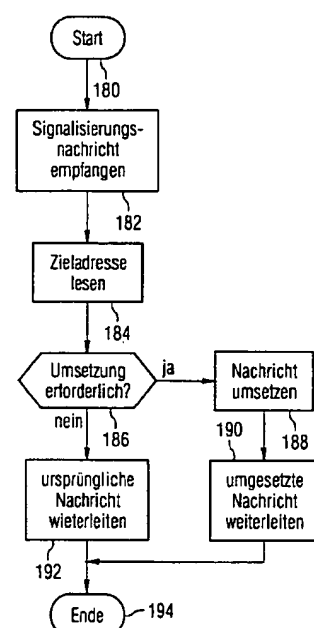 Start
180
Signalisierungs-
nachricht
empfangen
182
Zieladresse
lesen
184
Umsetzung
erforderlich?
ja
nein
186
Nachricht
umsetzen
188
190
ursprüngliche
Nachricht
wieterleiten
192
umgesetzte
Nachricht
weiterleiten
Ende
194